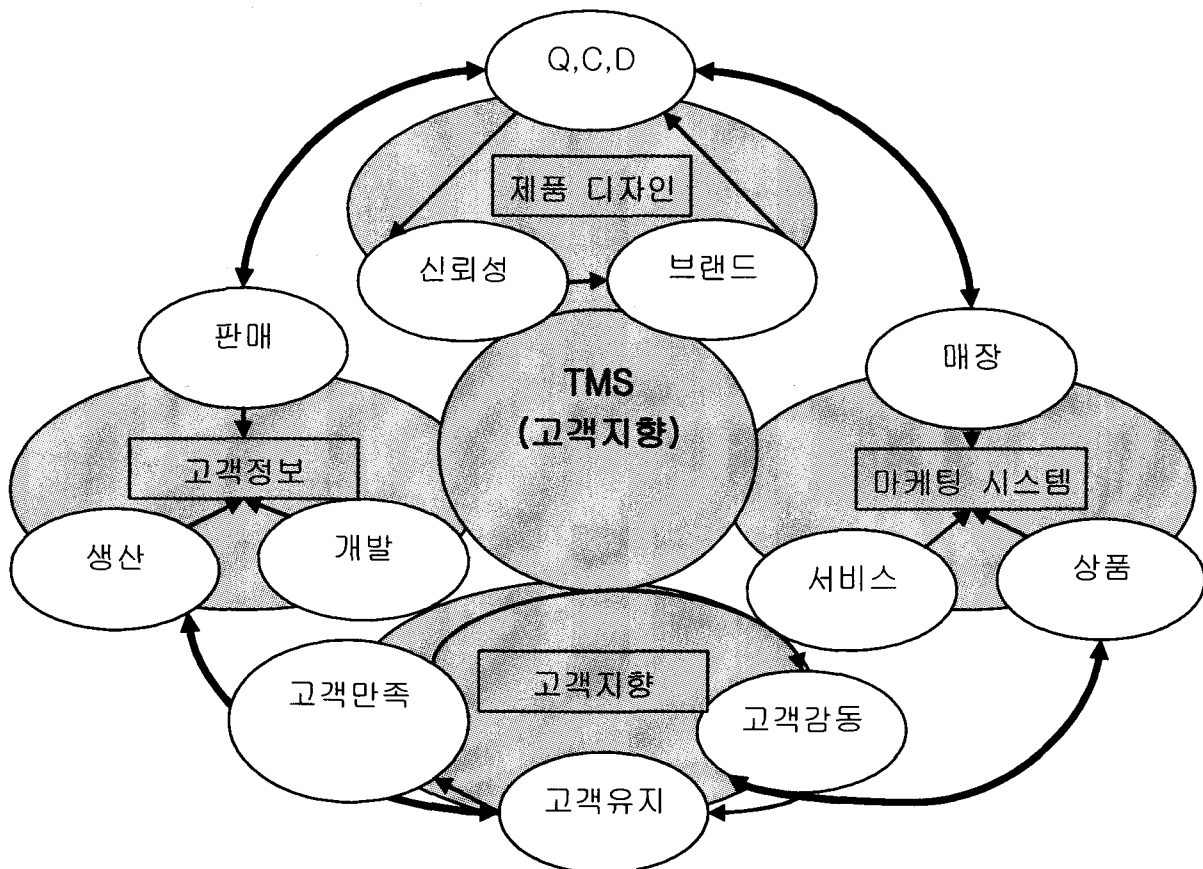 Q,C,D
제품 디자인
신뢰성
브랜드
판매
매장
TMS
(고객지향)
고객정보
마케팅 시스템
생산
개발
서비스
상품
고객만족
고객지향
고객감동
고객유지